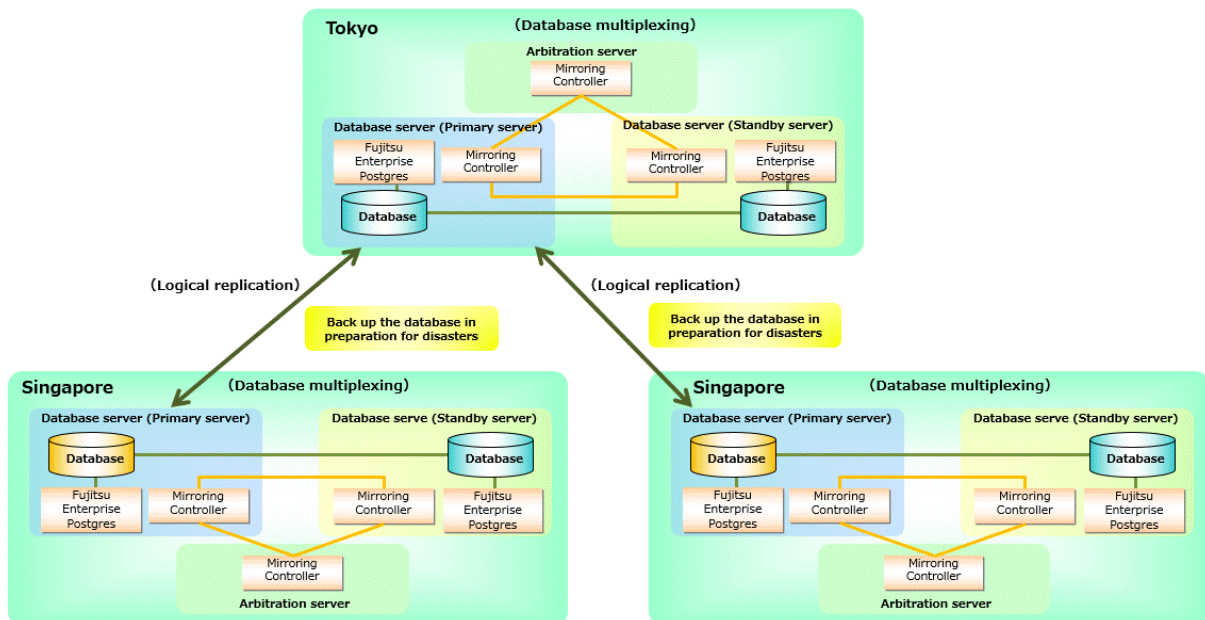 Tokyo
(Database multiplexing)
Arbitration server
Mirroring
Controller
Database server (Primary server)
Database server (Standby server)
Fujitsu
Enterprise
Postgres
Mirroring
Controller
Mirroring
Controller
Fujitsu
Enterprise
Postgres
Database
Database
(Logical replication)
Back up the database in
preparation for disasters
(Logical replication)
Back up the database in
preparation for disasters
Singapore
(Database multiplexing)
Database server (Primary server)
Database serve (Standby server)
Database
Database
Fujitsu
Enterprise
Postgres
Mirroring
Controller
Mirroring
Controller
Fujitsu
Enterprise
Postgres
Mirroring
Controller
Arbitration server
Singapore
(Database multiplexing)
Database server (Primary server)
Database serve (Standby server)
Database
Database
Fujitsu
Enterprise
Postgres
Mirroring
Controller
Mirroring
Controller
Fujitsu
Enterprise
Postgres
Mirroring
Controller
Arbitration server